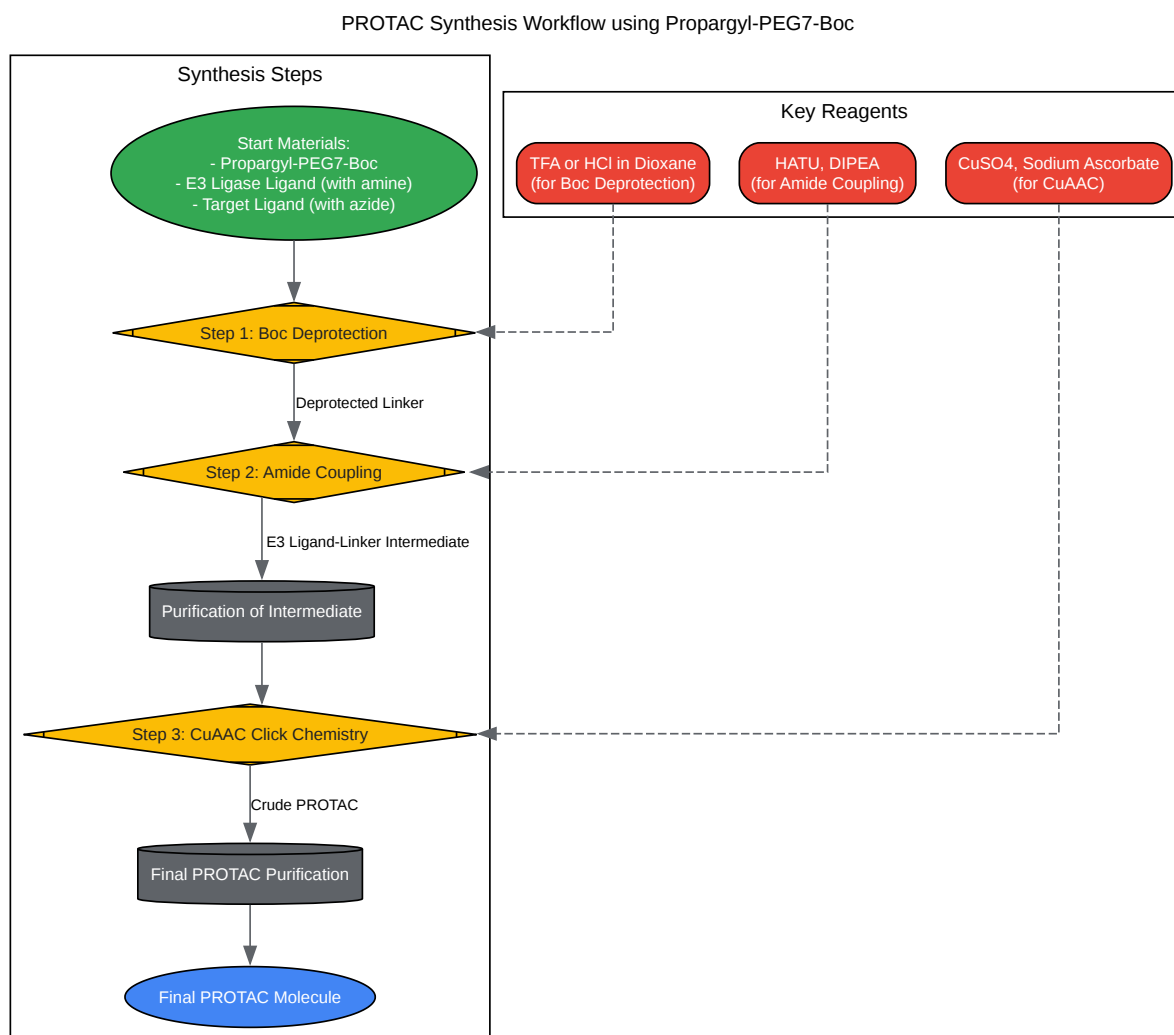 PROTAC Synthesis Workflow using Propargyl-PEG7-Boc
Synthesis Steps
Start Materials:
- Propargyl-PEG7-Boc
- E3 Ligase Ligand (with amine)
- Target Ligand (with azide)
Key Reagents
TFA or HCl in Dioxane
(for Boc Deprotection)
HATU, DIPEA
(for Amide Coupling)
CuSO4, Sodium Ascorbate
(for CuAAC)
Step 1: Boc Deprotection
Deprotected Linker
Step 2: Amide Coupling
E3 Ligand-Linker Intermediate
Purification of Intermediate
Step 3: CuAAC Click Chemistry
Crude PROTAC
Final PROTAC Purification
Final PROTAC Molecule